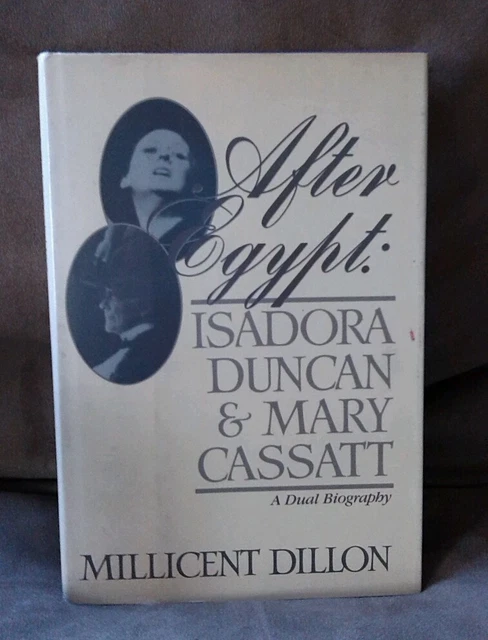 After
Egypt:
ISADORA
DUNCAN
& MARY
CASSATT
A Dual Biography
MILLICENT DILLON